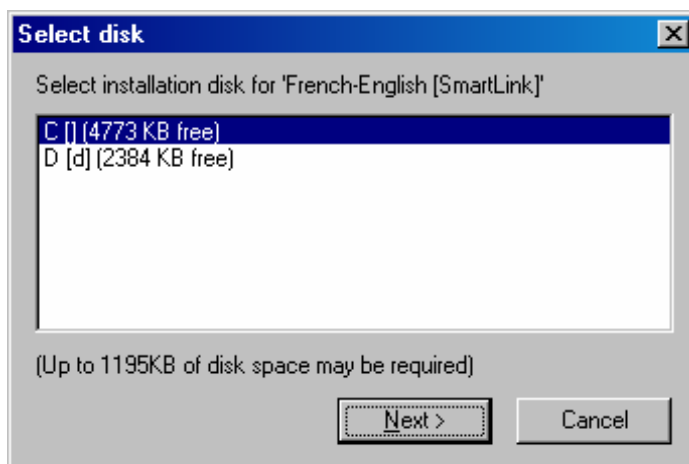 Select disk
Select installation disk for 'French-English [SmartLink]'
C [] (4773 KB free)
D [d] (2384 KB free)
(Up to 1195KB of disk space may be required)
Next >
Cancel